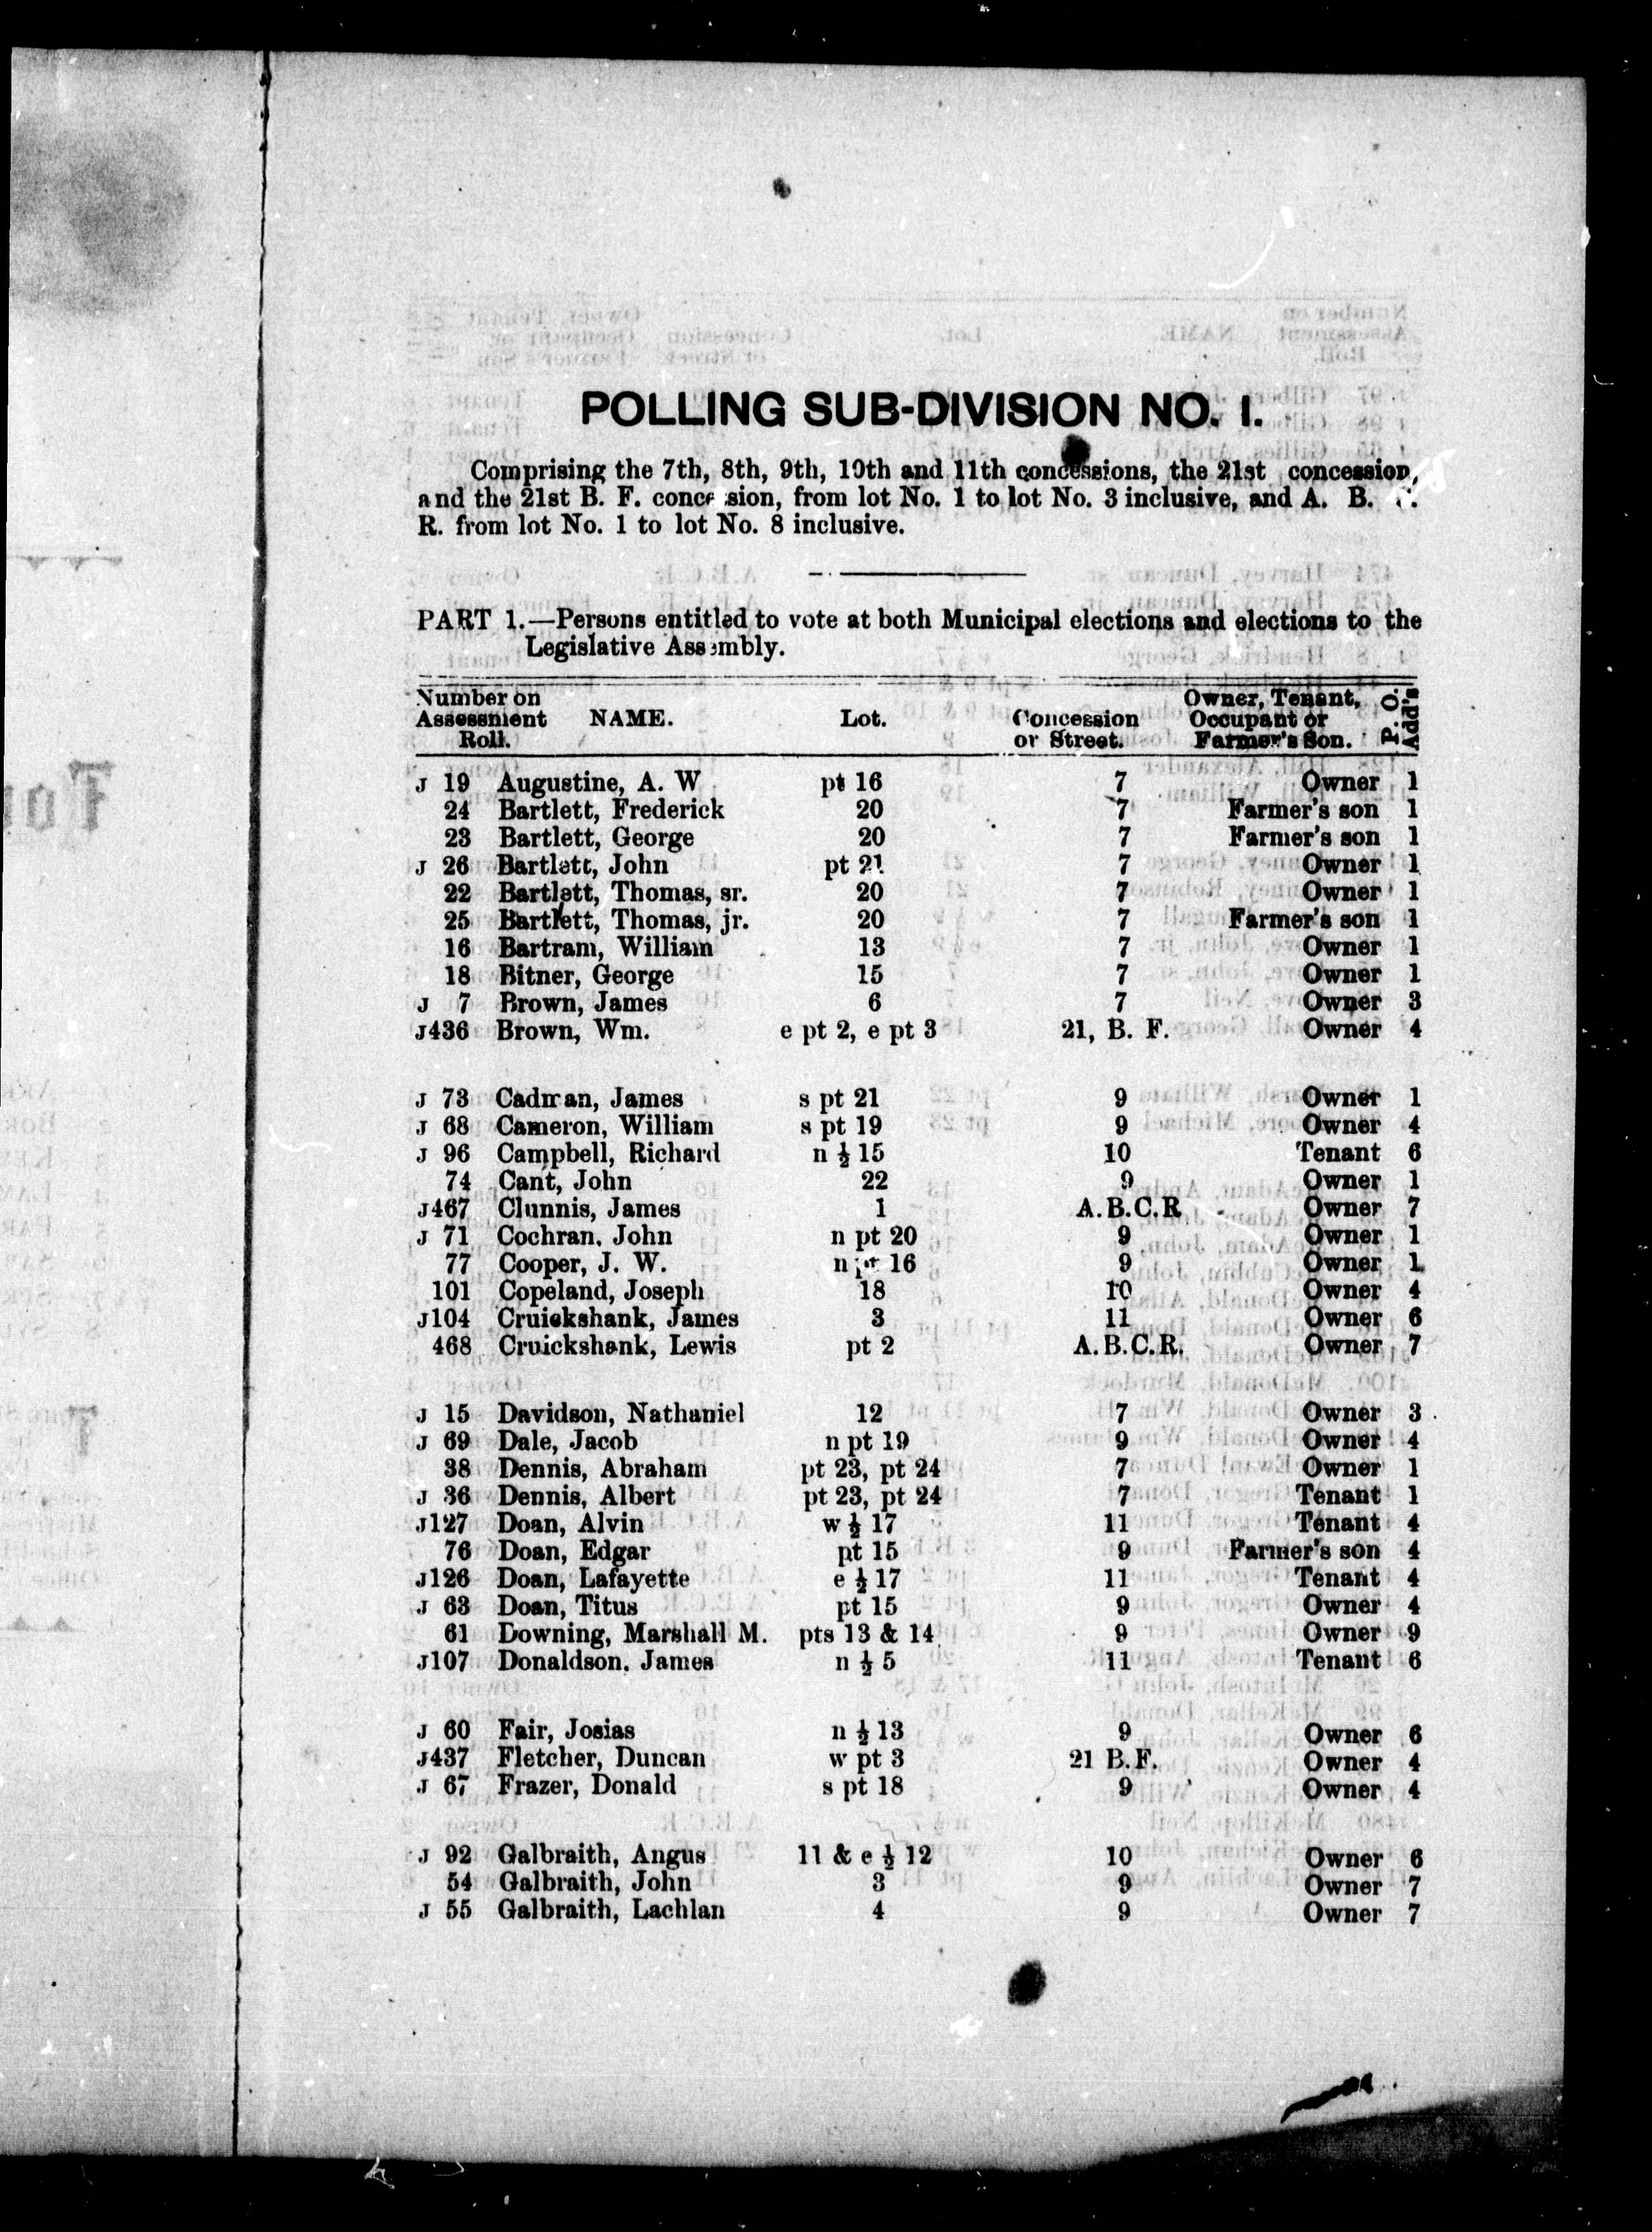 POLLING SUB-DIVISION NO. I.
Comprising the 7th, 8th, 9th, 10th and 11th concessions, the 21st concession,
and the 21st B. F. concession, from lot No. 1 to lot No. 3 inclusive, and A. B.
R. from lot No. 1 to lot No. 8 inclusive.
PART 1.—Persons entitled to vote at both Municipal elections and elections to the
Legislative Assembly.
Number on Assessment Roll. NAME. Lot. Concession or Street. Owner, Tenant, Occupant or Farmer's Son. P. O. Add's
J 19 Augustine, A. W pt 16 7 Owner 1
24 Bartlett, Frederick 20 7 Farmer's son 1
23 Bartlett, George 20 7 Farmer's son 1
J 26 Bartlett, John pt 21 7 Owner 1
22 Bartlett, Thomas, sr. 20 7 Owner 1
25 Bartlett, Thomas, jr. 20 7 Farmer's son 1
16 Bartram, William 13 7 Owner 1
18 Bitner, George 15 7 Owner 1
J 7 Brown, James 6 7 Owner 3
J436 Brown, Wm. e pt 2, e pt 3 21, B. F. Owner 4
J 73 Cadman, James s pt 21 9 Owner 1
J 68 Cameron, William s pt 19 9 Owner 4
J 96 Campbell, Richard n ½ 15 10 Tenant 6
74 Cant, John 22 9 Owner 1
J467 Clunnis, James 1 A.B.C.R Owner 7
J 71 Cochran. John n pt 20 9 Owner 1
77 Cooper, J. W. n pt 16 9 Owner 1
101 Copeland, Joseph 18 10 Owner 4
J104 Cruickshank, James 3 11 Owner 6
468 Cruickshank, Lewis pt 2 A.B.C.R. Owner 7
J 15 Davidson, Nathaniel 12 7 Owner 3
J 69 Dale, Jacob n pt 19 9 Owner 4
38 Dennis, Abraham pt 23, pt 24 7 Owner 1
J 36 Dennis, Albert pt 23, pt 24 7 Tenant 1
J127 Doan, Alvin w ½ 17 11 Tenant 4
76 Doan, Edgar pt 15 9 Farmer's son 4
J126 Doan, Lafayette e ½ 17 11 Tenant 4
J 63 Doan, Titus pt 15 9 Owner 4
61 Downing, Marshall M. pts 13 & 14 9 Owner 9
J107 Donaldson. James n ½ 5 11 Tenant 6
J 60 Fair, Josias n ½ 13 9 Owner 6
J437 Fletcher, Duncan w pt 3 21 B.F. Owner 4
J 67 Frazer, Donald s pt 18 9 Owner 4
J 92 Galbraith, Angus 11 & e ½ 12 10 Owner 6
54 Galbraith, John 3 9 Owner 7
J 55 Galbraith, Lachlan 4 9 Owner 7